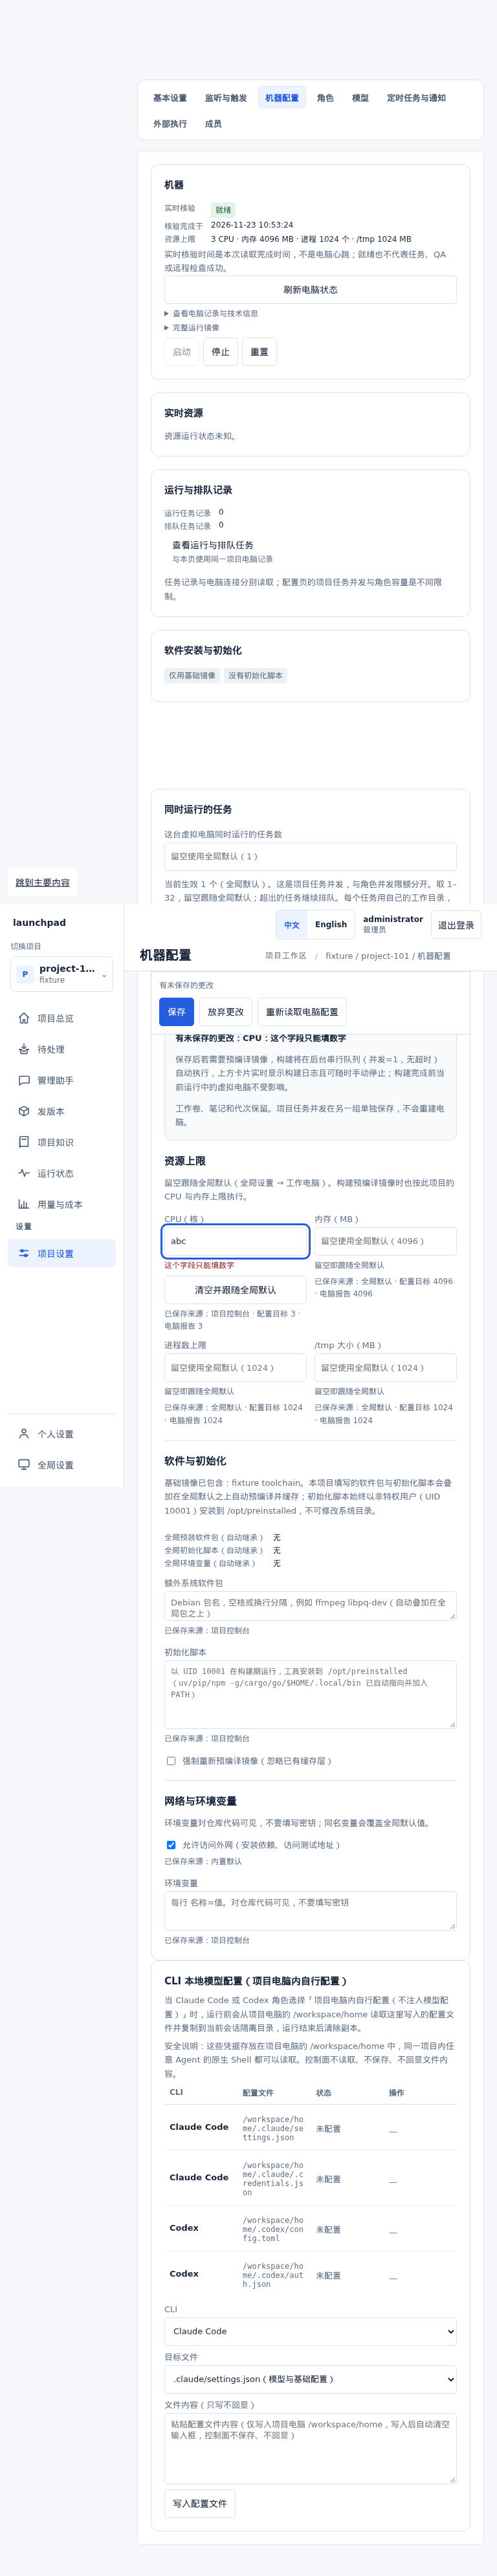 基本设置
监听与触发
机器配置
角色
模型
定时任务与通知
外部执行
成员
机器
实时核验
就绪
核验完成于
2026-11-23 10:53:24
资源上限
3 CPU · 内存 4096 MB · 进程 1024 个 · /tmp 1024 MB
实时核验时间是本次读取完成时间，不是电脑心跳；就绪也不代表任务、QA
或远程检查成功。
刷新电脑状态
查看电脑记录与技术信息
完整运行镜像
启动
停止
重置
实时资源
资源运行状态未知。
运行与排队记录
运行任务记录
0
排队任务记录
0
查看运行与排队任务
与本页使用同一项目电脑记录
任务记录与电脑连接分别读取；配置页的项目任务并发与角色容量是不同限
制。
软件安装与初始化
仅用基础镜像
没有初始化脚本
同时运行的任务
这台虚拟电脑同时运行的任务数
留空使用全局默认（1）
当前生效 1 个（全局默认）。这是项目任务并发，与角色并发限额分开。取 1–
32，留空跟随全局默认；超出的任务继续排队。每个任务用自己的工作目录，
跳到主要内容
launchpad
切换项目
P
project-1…
fixture
项目总览
待处理
管理助手
发版本
项目知识
运行状态
用量与成本
设置
项目设置
个人设置
全局设置
中文
English
administrator
管理员
退出登录
机器配置
项目工作区
/
fixture / project-101 / 机器配置
有未保存的更改
保存
放弃更改
重新读取电脑配置
有未保存的更改：CPU：这个字段只能填数字
保存后若需要预编译镜像，构建将在后台串行队列（并发=1，无超时）
自动执行，上方卡片实时显示构建日志且可随时手动停止；构建完成前当
前运行中的虚拟电脑不受影响。
工作卷、笔记和代次保留。项目任务并发在另一组单独保存，不会重建电
脑。
资源上限
留空跟随全局默认（全局设置 → 工作电脑）。构建预编译镜像时也按此项目的
CPU 与内存上限执行。
CPU（核）
abc
这个字段只能填数字
清空并跟随全局默认
已保存来源：项目控制台 · 配置目标 3 ·
电脑报告 3
内存（MB）
留空使用全局默认（4096）
留空即跟随全局默认
已保存来源：全局默认 · 配置目标 4096
· 电脑报告 4096
进程数上限
留空使用全局默认（1024）
留空即跟随全局默认
已保存来源：全局默认 · 配置目标 1024
· 电脑报告 1024
/tmp 大小（MB）
留空使用全局默认（1024）
留空即跟随全局默认
已保存来源：全局默认 · 配置目标 1024
· 电脑报告 1024
软件与初始化
基础镜像已包含：fixture toolchain。本项目填写的软件包与初始化脚本会叠
加在全局默认之上自动预编译并缓存；初始化脚本始终以非特权用户（UID
10001）安装到 /opt/preinstalled，不可修改系统目录。
全局预装软件包（自动继承）
无
全局初始化脚本（自动继承）
无
全局环境变量（自动继承）
无
额外系统软件包
Debian 包名，空格或换行分隔，例如 ffmpeg libpq-dev（自动叠加在全
局包之上）
已保存来源：项目控制台
初始化脚本
以 UID 10001 在构建期运行，工具安装到 /opt/preinstalled
（uv/pip/npm -g/cargo/go/$HOME/.local/bin 已自动指向并加入
PATH）
已保存来源：项目控制台
强制重新预编译镜像（忽略已有缓存层）
网络与环境变量
环境变量对仓库代码可见，不要填写密钥；同名变量会覆盖全局默认值。
允许访问外网（安装依赖、访问测试地址）
已保存来源：内置默认
环境变量
每行 名称=值。对仓库代码可见，不要填写密钥
已保存来源：项目控制台
CLI 本地模型配置（项目电脑内自行配置）
当 Claude Code 或 Codex 角色选择「项目电脑内自行配置（不注入模型配
置）」时，运行前会从项目电脑的 /workspace/home 读取这里写入的配置文
件并复制到当前会话隔离目录，运行结束后清除副本。
安全说明：这些凭据存放在项目电脑的 /workspace/home 中，同一项目内任
意 Agent 的原生 Shell 都可以读取。控制面不读取、不保存、不回显文件内
容。
CLI
配置文件
状态
操作
Claude Code
/workspace/ho
me/.claude/se
ttings.json
未配置
—
Claude Code
/workspace/ho
me/.claude/.c
redentials.js
on
未配置
—
Codex
/workspace/ho
me/.codex/con
fig.toml
未配置
—
Codex
/workspace/ho
me/.codex/aut
h.json
未配置
—
CLI
Claude Code
目标文件
.claude/settings.json（模型与基础配置）
文件内容（只写不回显）
粘贴配置文件内容（仅写入项目电脑 /workspace/home，写入后自动清空
输入框，控制面不保存、不回显）
写入配置文件